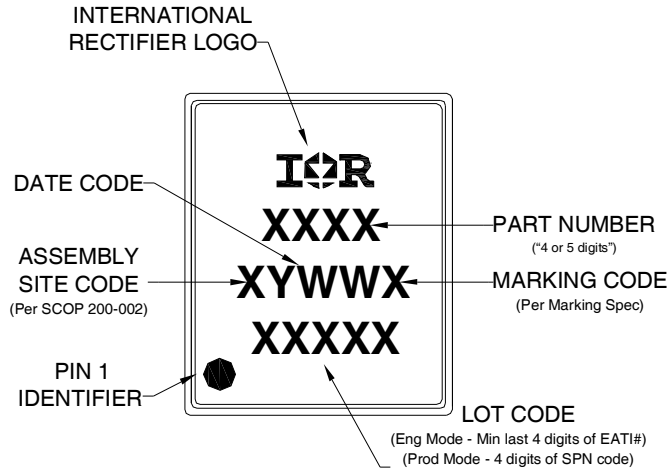 INTERNATIONAL
RECTIFIER LOGO
IOR
DATE CODE
XXXX
PART NUMBER
(“4 or 5 digits”)
ASSEMBLY
SITE CODE
(Per SCOP 200-002)
XYWWX
MARKING CODE
(Per Marking Spec)
XXXXX
PIN 1
IDENTIFIER
LOT CODE
(Eng Mode - Min last 4 digits of EATI#)
(Prod Mode - 4 digits of SPN code)